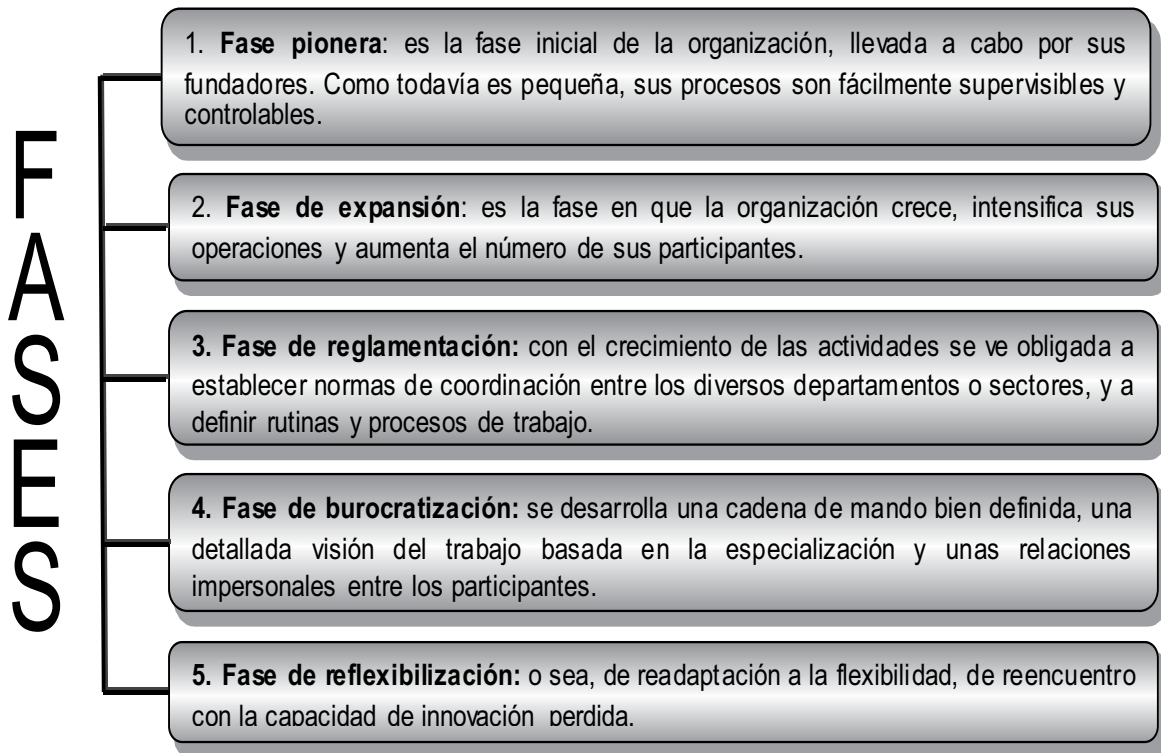 FASES
1. Fase pionera: es la fase inicial de la organización, llevada a cabo por sus
fundadores. Como todavía es pequeña, sus procesos son fácilmente supervisibles y
controlables.
2. Fase de expansión: es la fase en que la organización crece, intensifica sus
operaciones y aumenta el número de sus participantes.
3. Fase de reglamentación: con el crecimiento de las actividades se ve obligada a
establecer normas de coordinación entre los diversos departamentos o sectores, y a
definir rutinas y procesos de trabajo.
4. Fase de burocratización: se desarrolla una cadena de mando bien definida, una
detallada visión del trabajo basada en la especialización y unas relaciones
impersonales entre los participantes.
5. Fase de reflexibilización: o sea, de readaptación a la flexibilidad, de reencuentro
con la capacidad de innovación perdida.